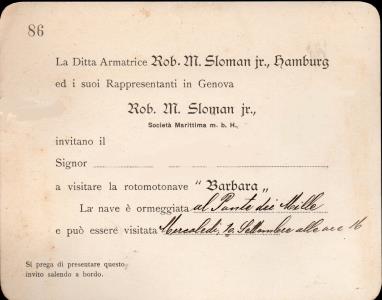 86
La Ditta Armatrice Rob. M. Sloman jr., Hamburg
ed i suoi Rappresentanti in Genova
Rob. M. Sloman jr.,
Società Marittima m. b. H.,
invitano il
Signor
a visitare la rotomotonave "Barbara„
La nave è ormeggiata al Ponte dei Mille
e può essere visitata Mercoledì, 10 Settembre alle ore 16
Si prega di presentare questo
invito salendo a bordo.